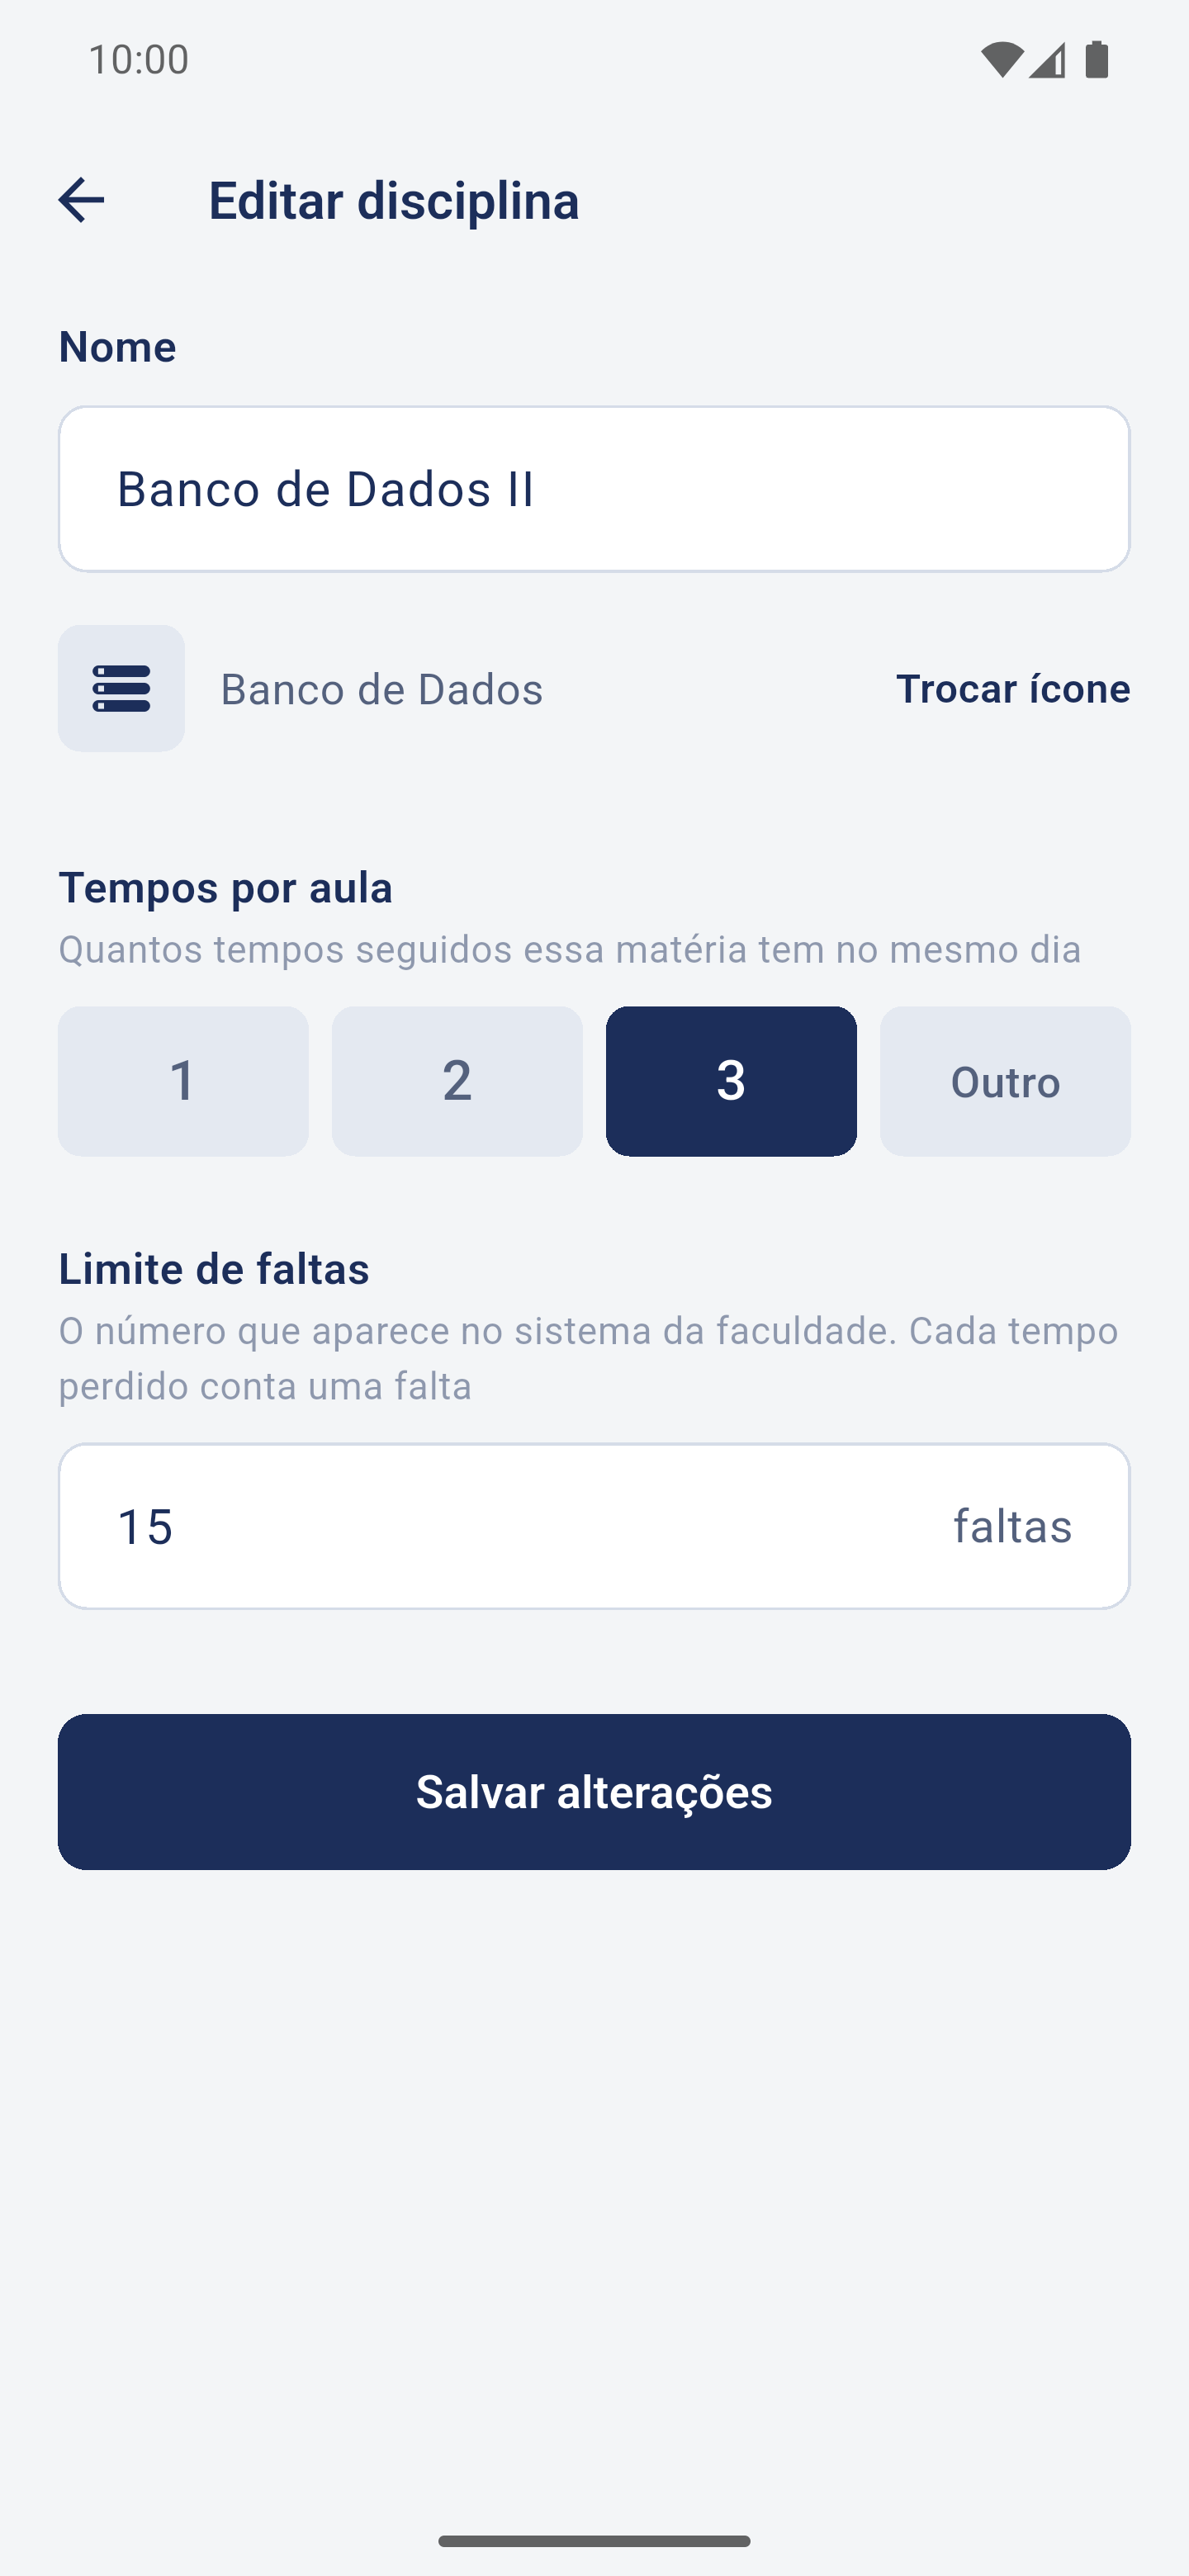 10:00
Editar disciplina
Nome
Banco de Dados II
Banco de Dados
Trocar ícone
Tempos por aula
Quantos tempos seguidos essa matéria tem no mesmo dia
1
2
3
Outro
Limite de faltas
O número que aparece no sistema da faculdade. Cada tempo
perdido conta uma falta
15
faltas
Salvar alterações